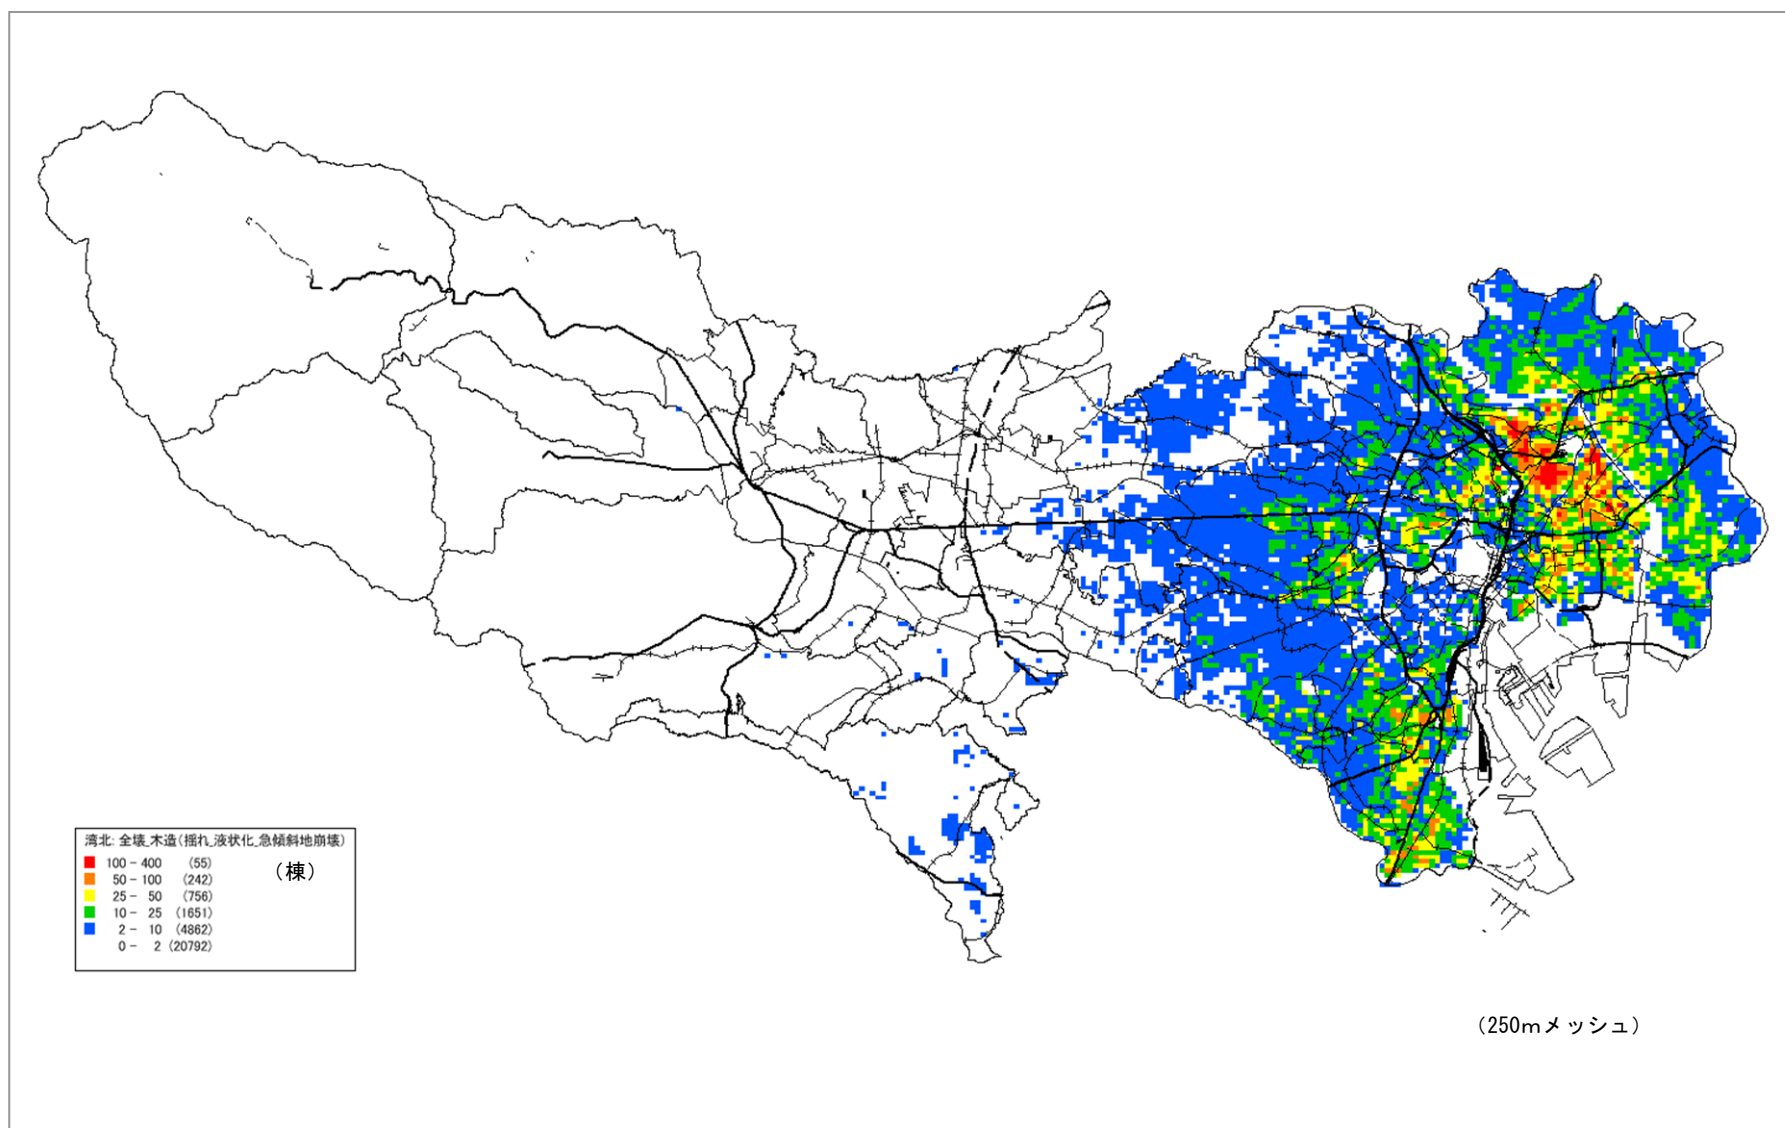 湾北: 全壊_木造(揺れ_液状化_急傾斜地崩壊)
100 - 400 (55)
(棟)
50 - 100 (242)
25 - 50 (756)
10 - 25 (1651)
2 - 10 (4862)
0 - 2 (20792)
(250mメッシュ)